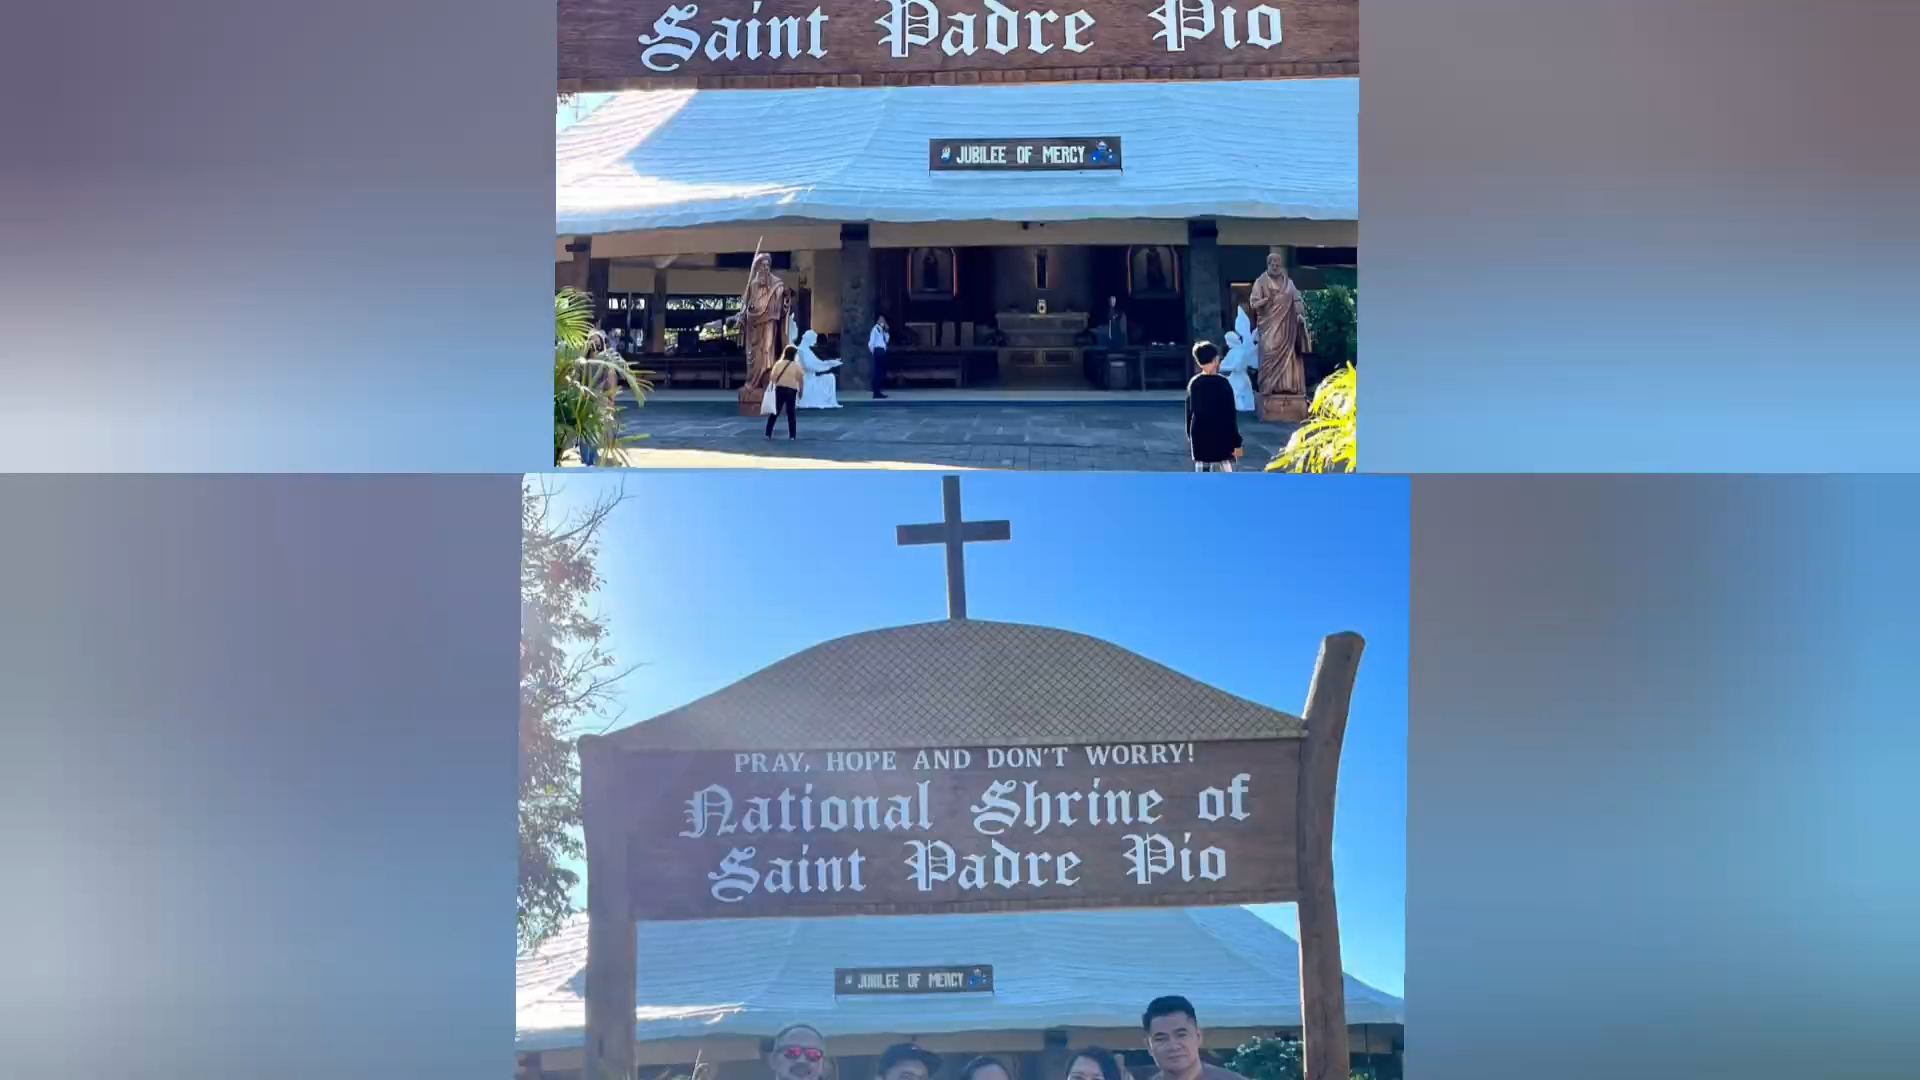 Saint Padre Pio
JUBILEE OF MERCY
PRAY, HOPE AND DON'T WORRY!
National Shrine of
Saint Padre Pio
JUBILEE OF MERCY